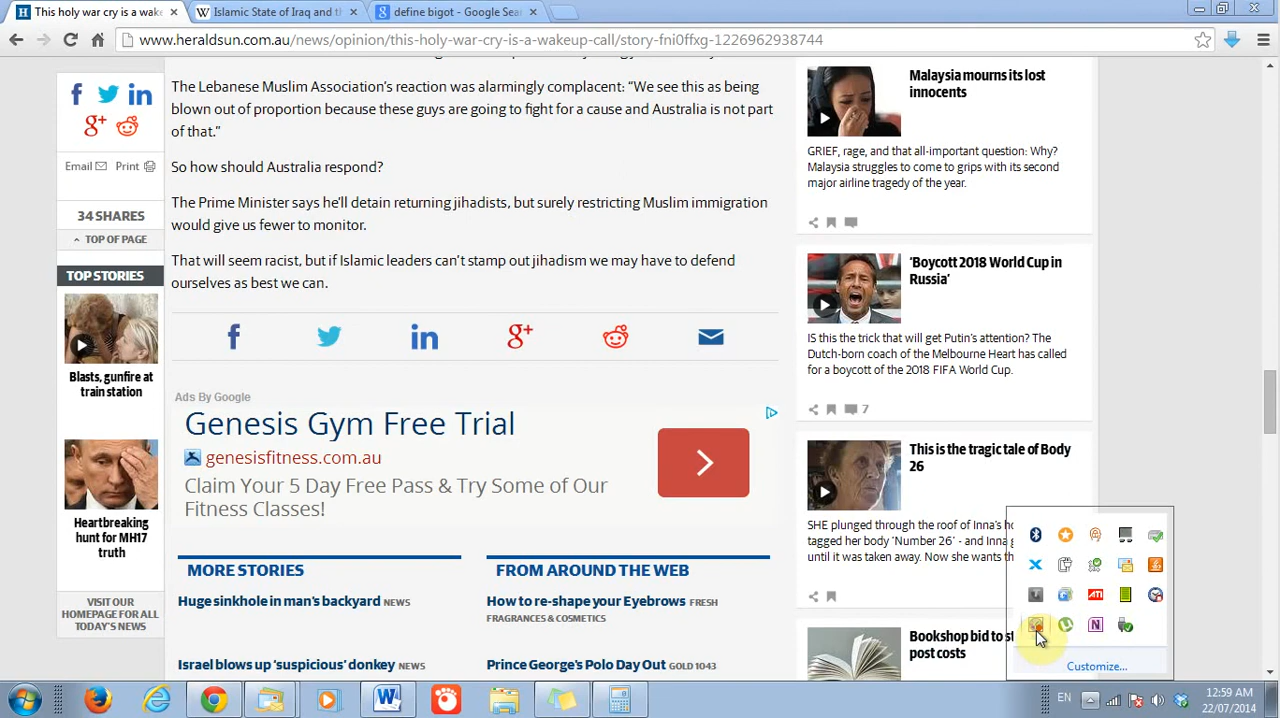 This holy war cry is a wake
Islamic State of Iraq and th
define bigot - Google Sea
www.heraldsun.com.au/news/opinion/this-holy-war-cry-is-a-wakeup-call/story-fni0ffxg-1226962938744
The Lebanese Muslim Association's reaction was alarmingly complacent: “We see this as being
blown out of proportion because these guys are going to fight for a cause and Australia is not part
of that.”
So how should Australia respond?
The Prime Minister says he'll detain returning jihadists, but surely restricting Muslim immigration
would give us fewer to monitor.
That will seem racist, but if Islamic leaders can't stamp out jihadism we may have to defend
ourselves as best we can.
Email
Print
34 SHARES
TOP OF PAGE
TOP STORIES
Blasts, gunfire at
train station
Heartbreaking
hunt for MH17
truth
VISIT OUR
HOMEPAGE FOR ALL
TODAY'S NEWS
Ads By Google
Genesis Gym Free Trial
genesisfitness.com.au
Claim Your 5 Day Free Pass & Try Some of Our
Fitness Classes!
MORE STORIES
Huge sinkhole in man's backyard NEWS
Israel blows up ‘suspicious’ donkey NEWS
FROM AROUND THE WEB
How to re-shape your Eyebrows FRESH
FRAGRANCES & COSMETICS
Prince George's Polo Day Out GOLD 1043
Malaysia mourns its lost
innocents
GRIEF, rage, and that all-important question: Why?
Malaysia struggles to come to grips with its second
major airline tragedy of the year.
‘Boycott 2018 World Cup in
Russia’
IS this the trick that will get Putin's attention? The
Dutch-born coach of the Melbourne Heart has called
for a boycott of the 2018 FIFA World Cup.
7
This is the tragic tale of Body
26
SHE plunged through the roof of Inna's h
tagged her body ‘Number 26’ - and Inna g
until it was taken away. Now she wants th
Bookshop bid to st
post costs
Customize...
EN
12:59 AM
22/07/2014